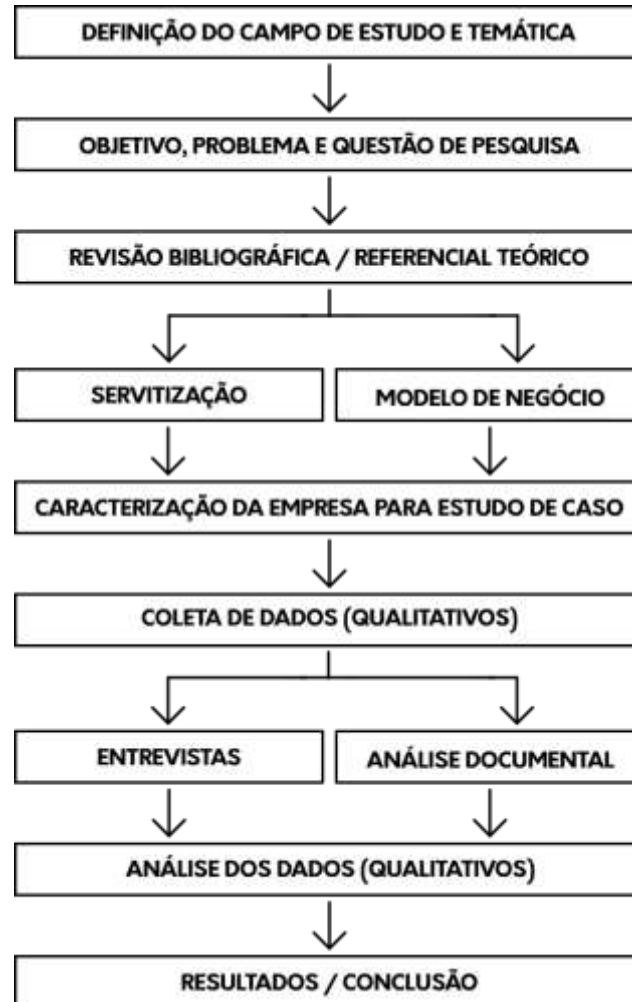 DEFINIÇÃO DO CAMPO DE ESTUDO E TEMÁTICA
OBJETIVO, PROBLEMA E QUESTÃO DE PESQUISA
REVISÃO BIBLIOGRÁFICA / REFERENCIAL TEÓRICO
SERVITIZAÇÃO
MODELO DE NEGÓCIO
CARACTERIZAÇÃO DA EMPRESA PARA ESTUDO DE CASO
COLETA DE DADOS (QUALITATIVOS)
ENTREVISTAS
ANÁLISE DOCUMENTAL
ANÁLISE DOS DADOS (QUALITATIVOS)
RESULTADOS / CONCLUSÃO